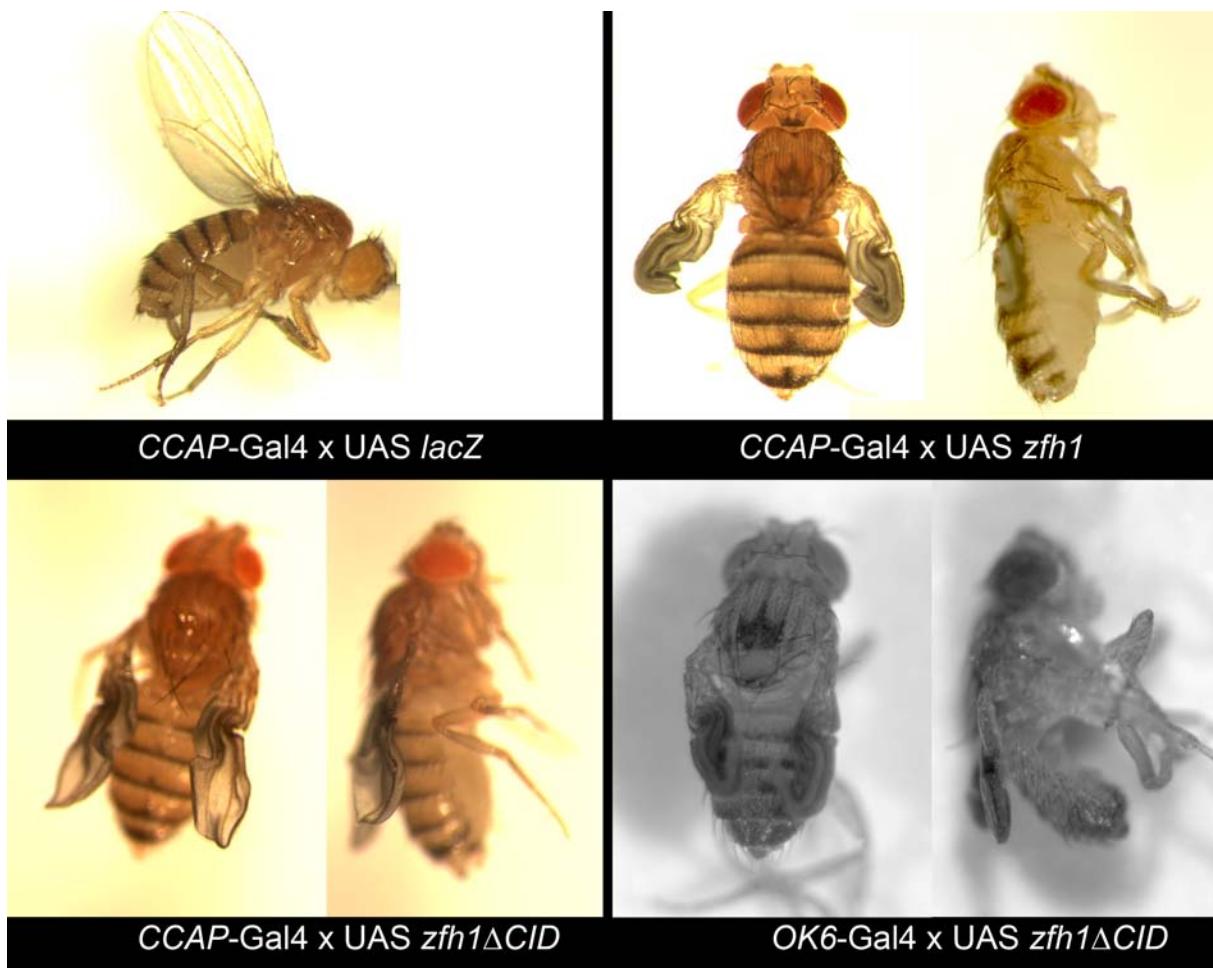 CCAP-Gal4 x UAS lacZ
CCAP-Gal4 x UAS zfh1
CCAP-Gal4 x UAS zfh1ΔCID
OK6-Gal4 x UAS zfh1ΔCID